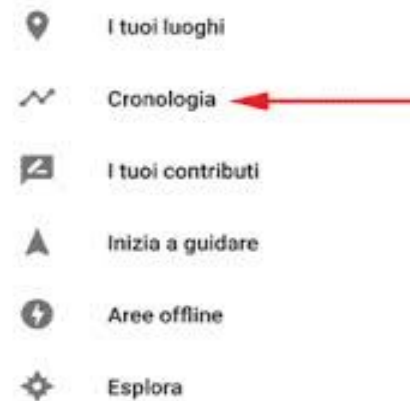 I tuoi luoghi
Cronologia
I tuoi contributi
Inizia a guidare
Aree offline
Esplora